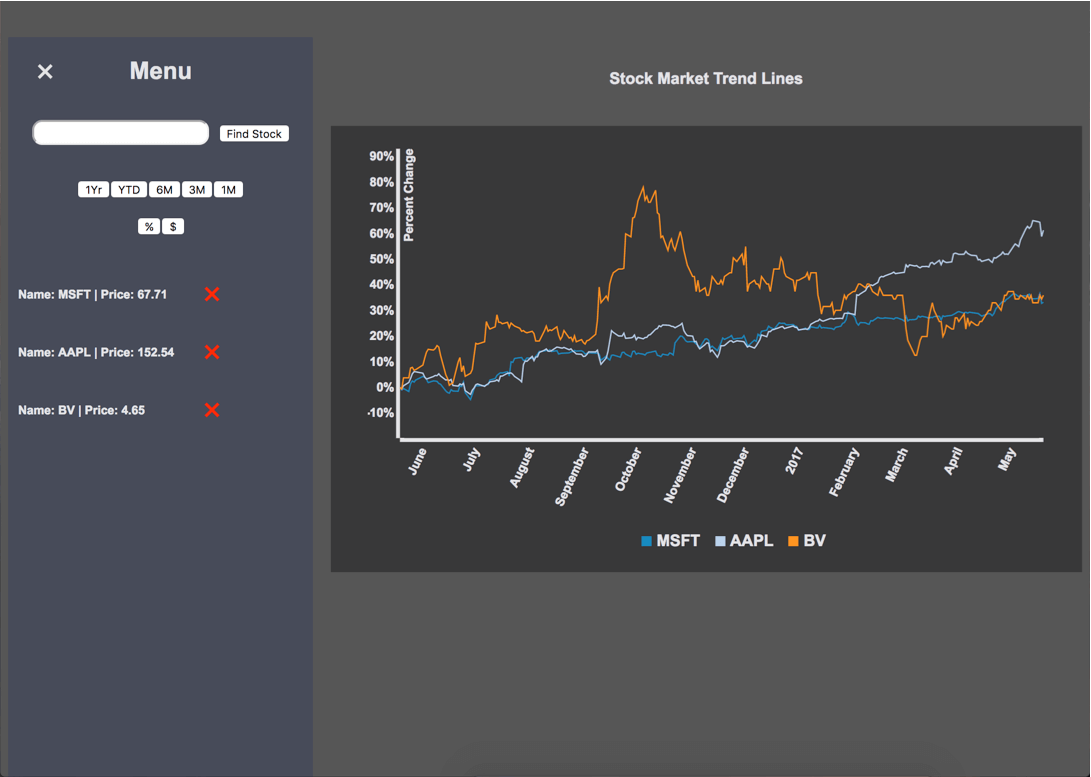 ✕ Menu
Find Stock
1Yr YTD 6M 3M 1M
% $
Name: MSFT | Price: 67.71
Name: AAPL | Price: 152.54
Name: BV | Price: 4.65
Stock Market Trend Lines
Percent Change
90%
80%
70%
60%
50%
40%
30%
20%
10%
0%
-10%
June July August September October November December 2017 February March April May
MSFT AAPL BV